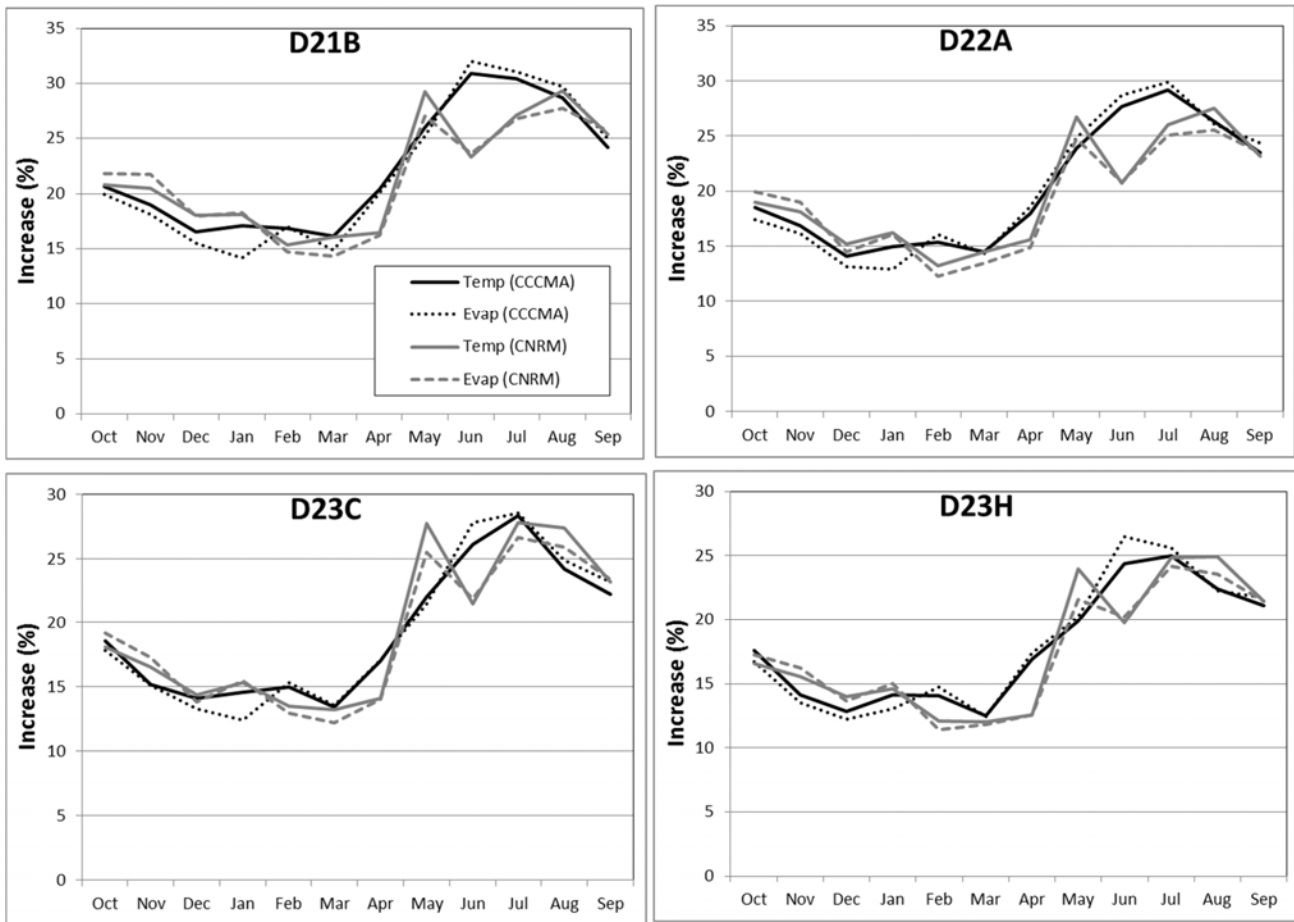 D21B
Increase (%)
35
30
25
20
15
10
5
0
Temp (CCCMA)
Evap (CCCMA)
Temp (CNRM)
Evap (CNRM)
Oct Nov Dec Jan Feb Mar Apr May Jun Jul Aug Sep
D22A
Increase (%)
35
30
25
20
15
10
5
0
Oct Nov Dec Jan Feb Mar Apr May Jun Jul Aug Sep
D23C
Increase (%)
30
25
20
15
10
5
0
Oct Nov Dec Jan Feb Mar Apr May Jun Jul Aug Sep
D23H
Increase (%)
30
25
20
15
10
5
0
Oct Nov Dec Jan Feb Mar Apr May Jun Jul Aug Sep